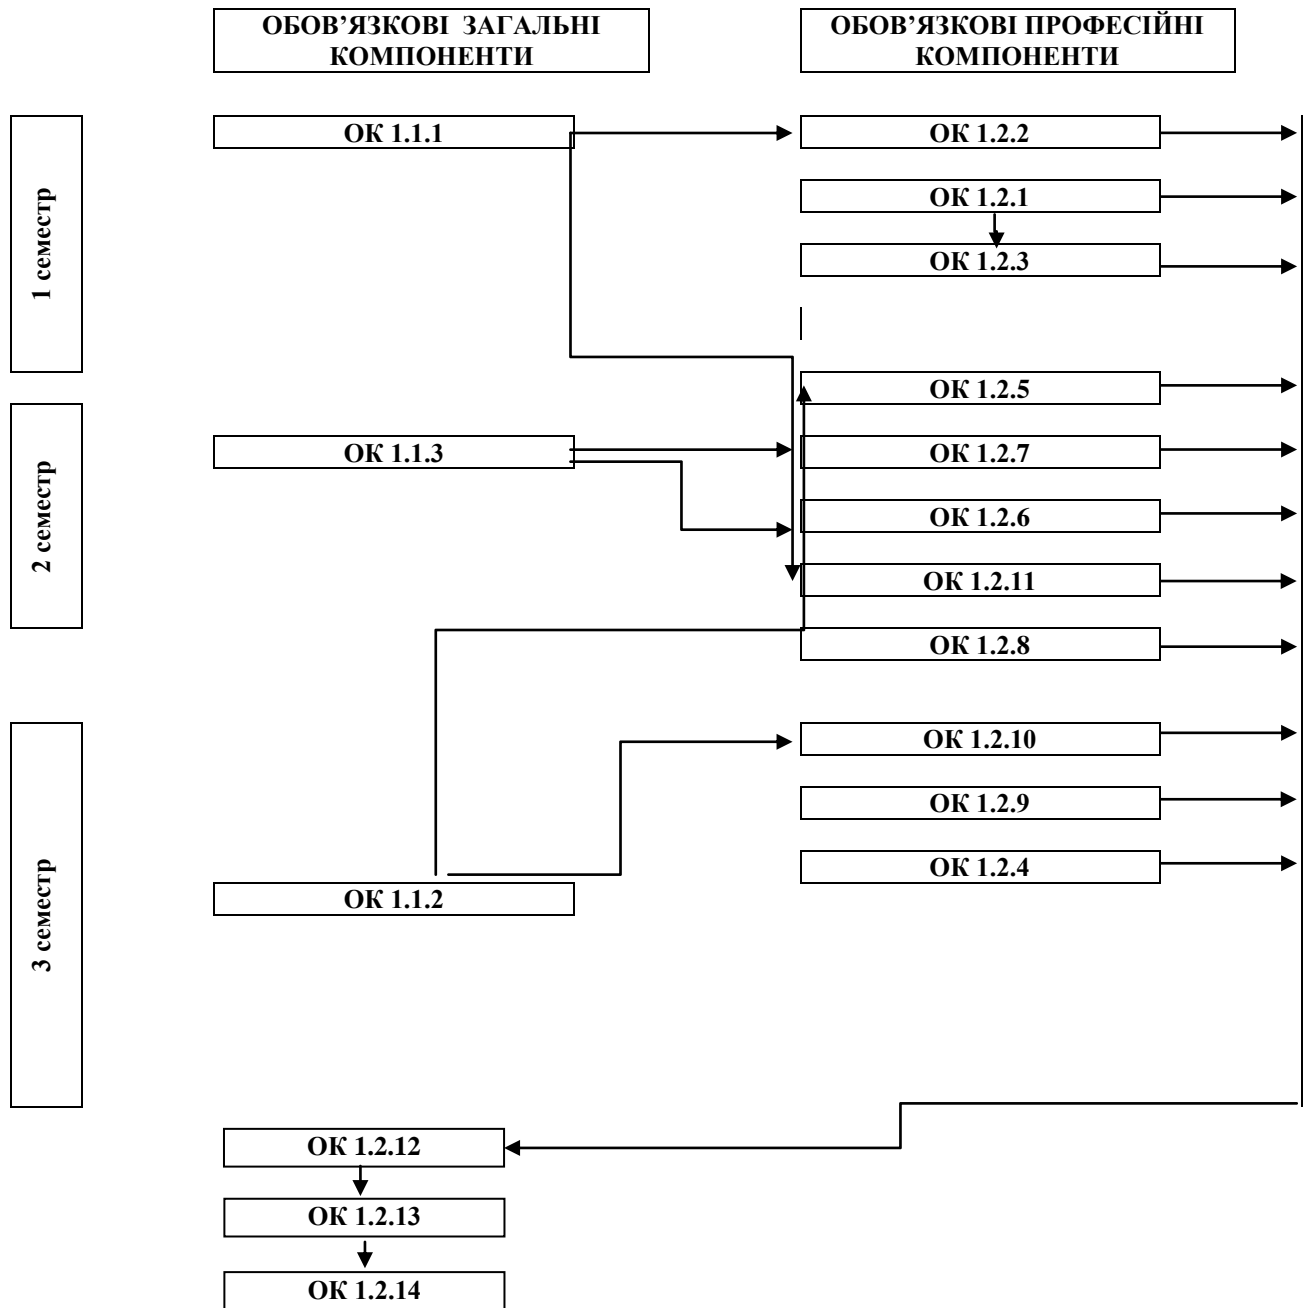 ОБОВ’ЯЗКОВІ ЗАГАЛЬНІ
КОМПОНЕНТИ
ОБОВ’ЯЗКОВІ ПРОФЕСІЙНІ
КОМПОНЕНТИ
1 семестр
ОК 1.1.1
ОК 1.2.2
ОК 1.2.1
ОК 1.2.3
ОК 1.2.5
2 семестр
ОК 1.1.3
ОК 1.2.7
ОК 1.2.6
ОК 1.2.11
ОК 1.2.8
3 семестр
ОК 1.2.10
ОК 1.2.9
ОК 1.2.4
ОК 1.1.2
ОК 1.2.12
ОК 1.2.13
ОК 1.2.14